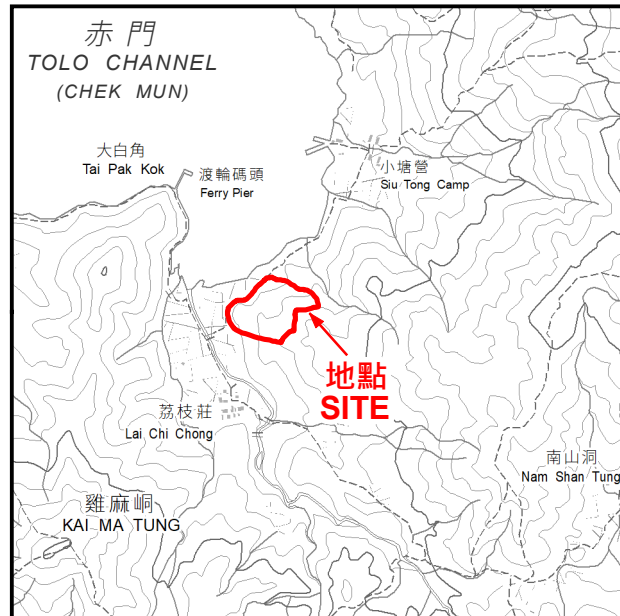 赤門
TOLO CHANNEL
(CHEK MUN)
大白角
Tai Pak Kok
渡輪碼頭
Ferry Pier
小塘營
Siu Tong Camp
地點
SITE
荔枝莊
Lai Chi Chong
南山洞
Nam Shan Tung
雞麻峒
KAI MA TUNG